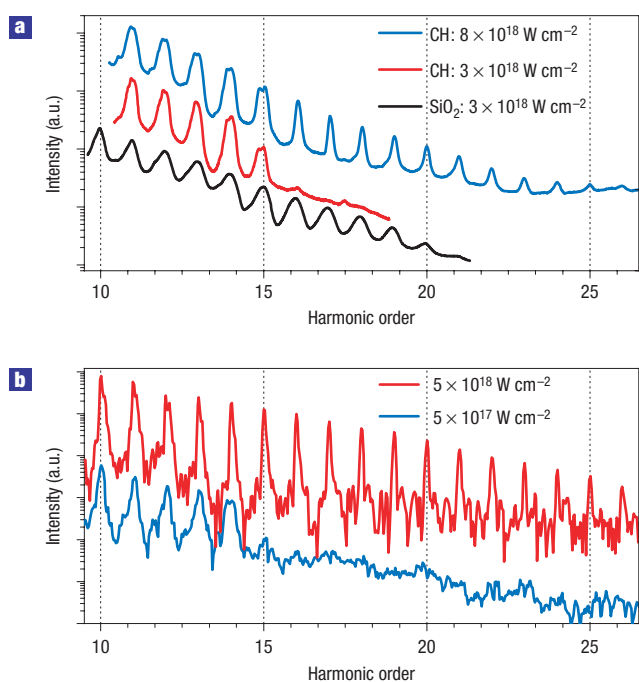 a
CH: 8 × 10¹⁸ W cm⁻²
CH: 3 × 10¹⁸ W cm⁻²
SiO₂: 3 × 10¹⁸ W cm⁻²
Intensity (a.u.)
10 15 20 25
Harmonic order
b
5 × 10¹⁸ W cm⁻²
5 × 10¹⁷ W cm⁻²
Intensity (a.u.)
10 15 20 25
Harmonic order